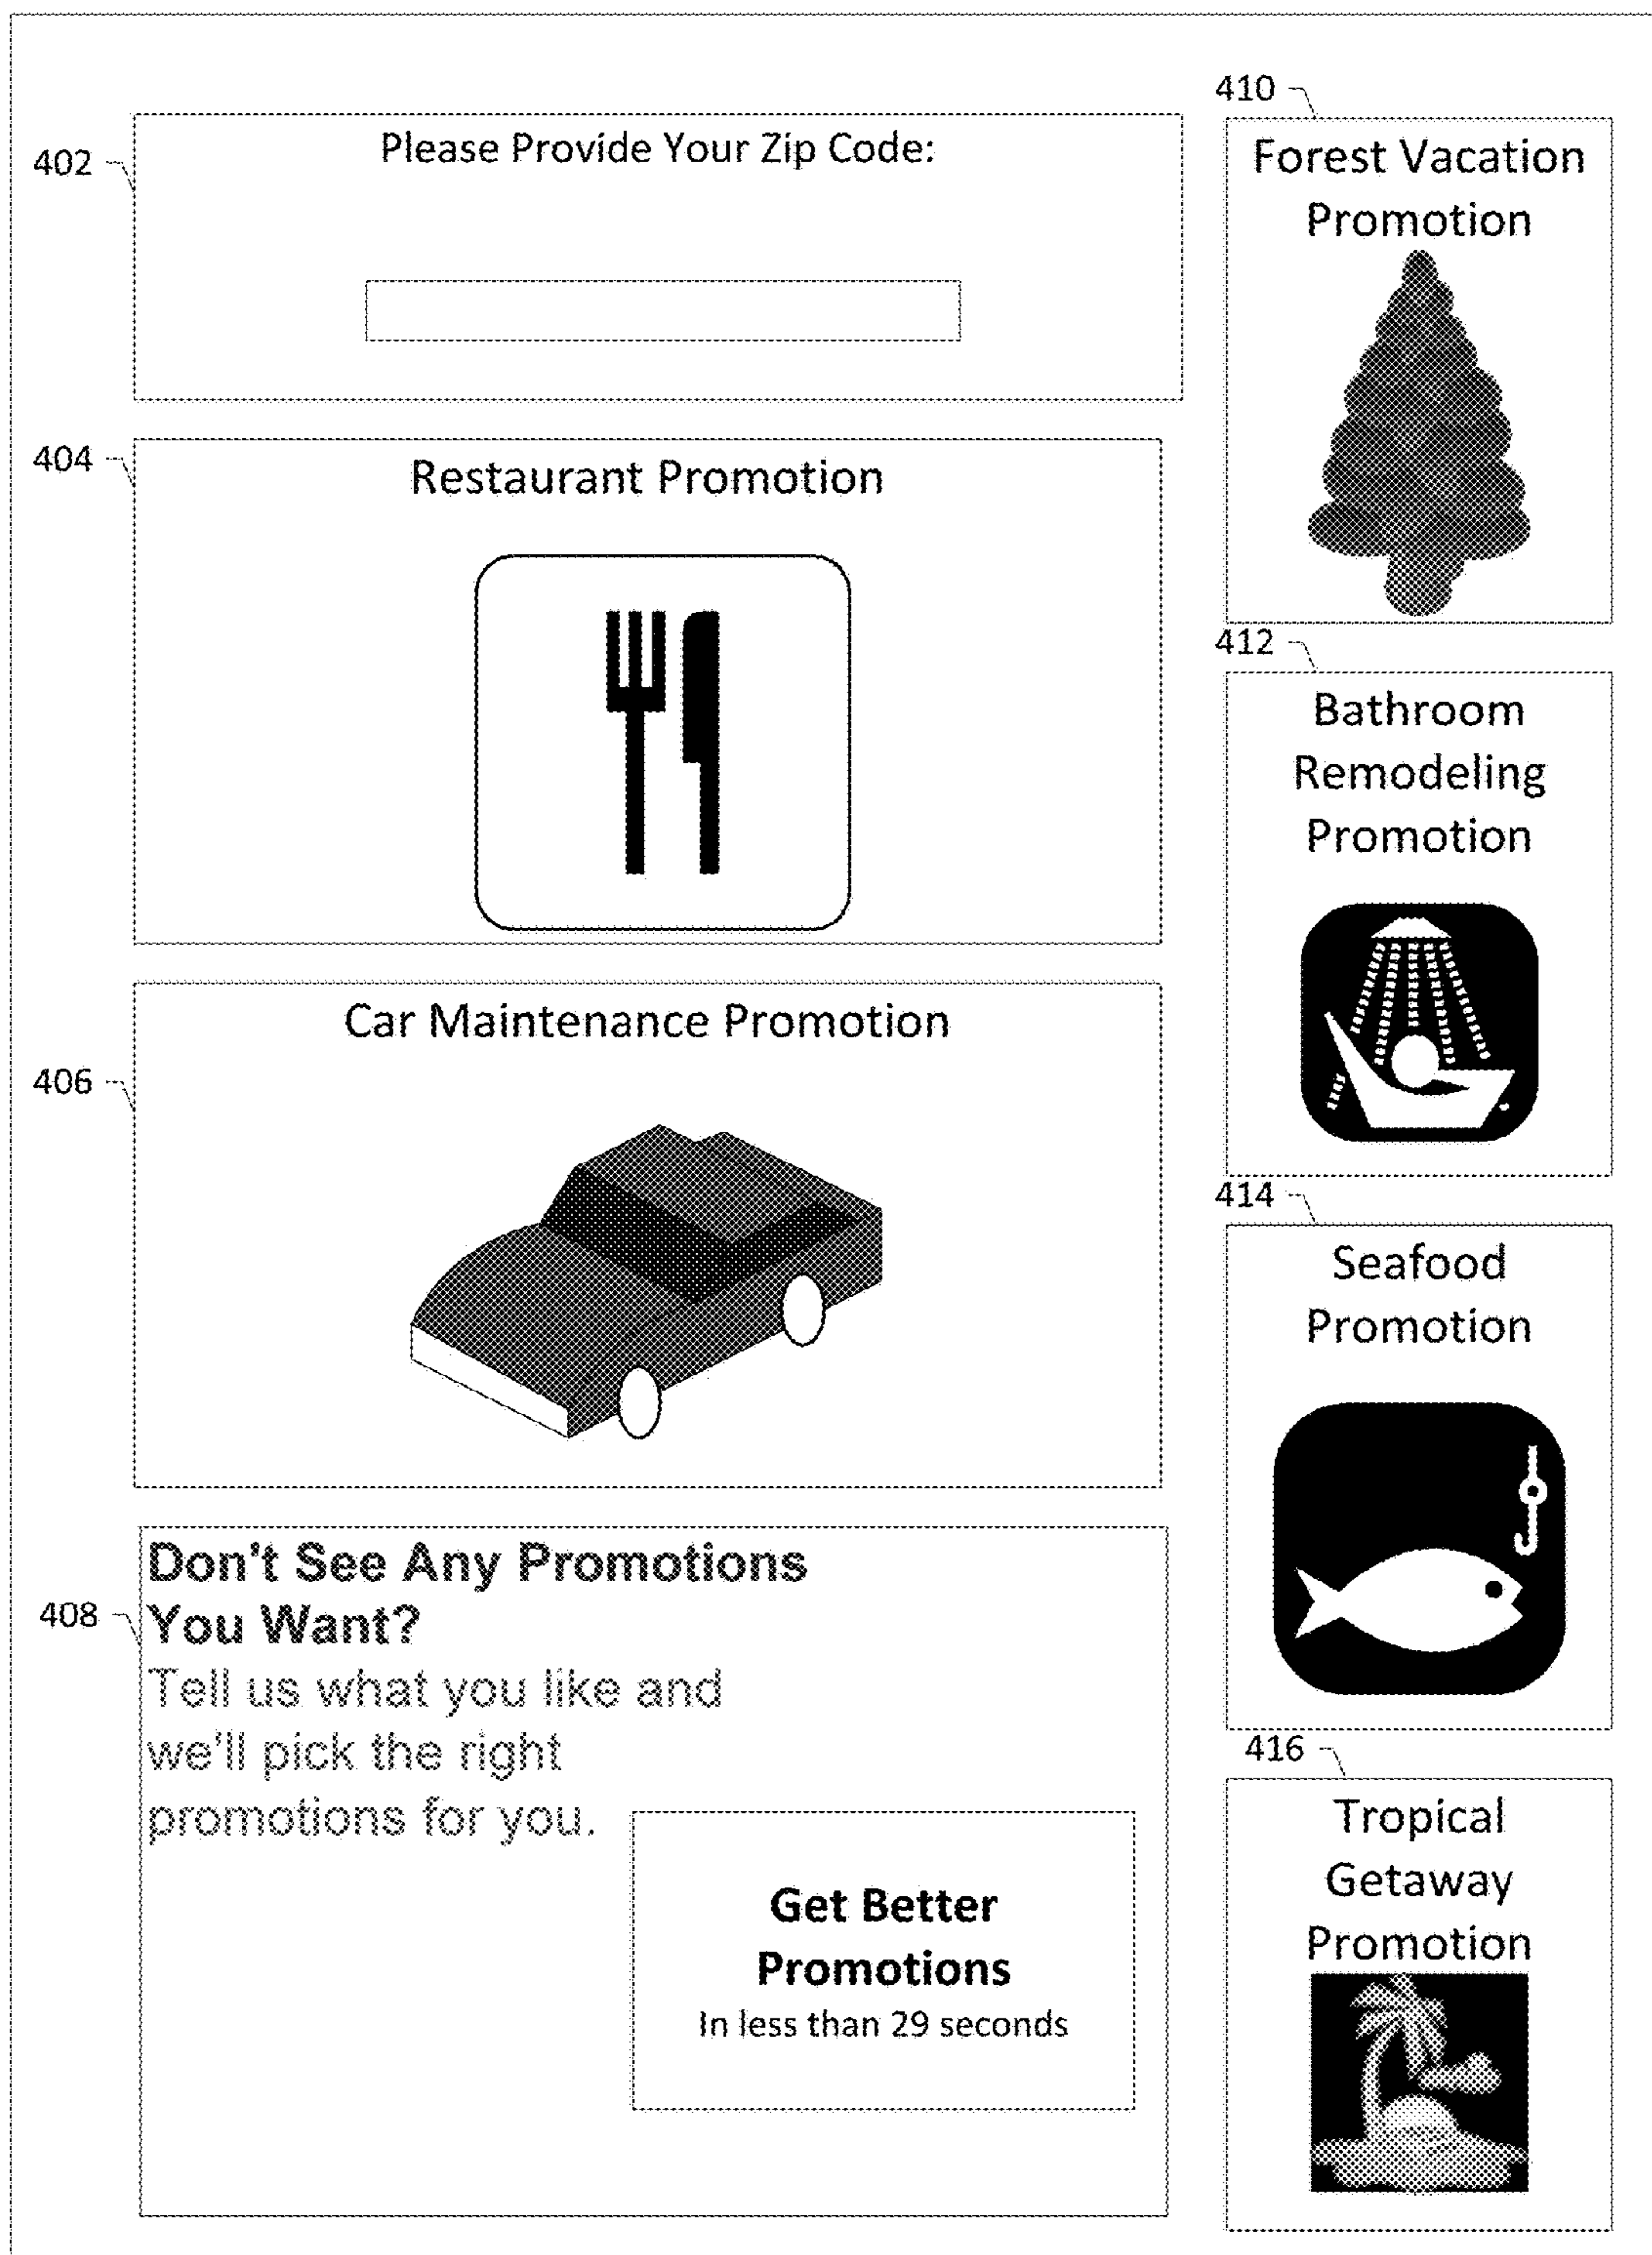 402
Please Provide Your Zip Code:
404
Restaurant Promotion
406
Car Maintenance Promotion
408
Don't See Any Promotions
You Want?
Tell us what you like and
we'll pick the right
promotions for you.
Get Better
Promotions
In less than 29 seconds
410
Forest Vacation
Promotion
412
Bathroom
Remodeling
Promotion
414
Seafood
Promotion
416
Tropical
Getaway
Promotion